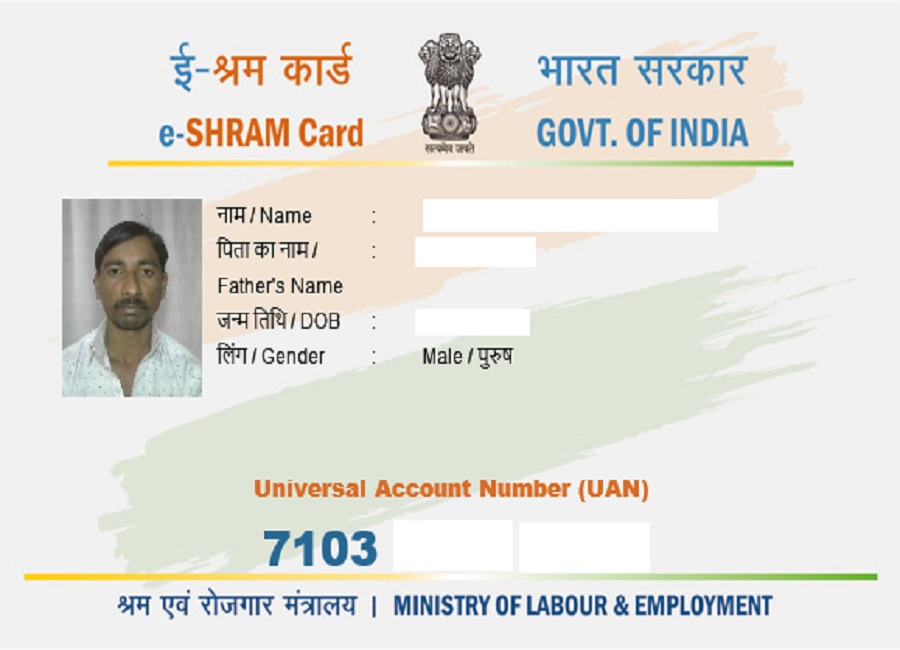 ई-श्रम कार्ड
e-SHRAM Card
सत्यमेव जयते
भारत सरकार
GOVT. OF INDIA
नाम / Name :
पिता का नाम / :
Father's Name
जन्म तिथि / DOB :
लिंग / Gender : Male / पुरुष
Universal Account Number (UAN)
7103
श्रम एवं रोजगार मंत्रालय | MINISTRY OF LABOUR & EMPLOYMENT